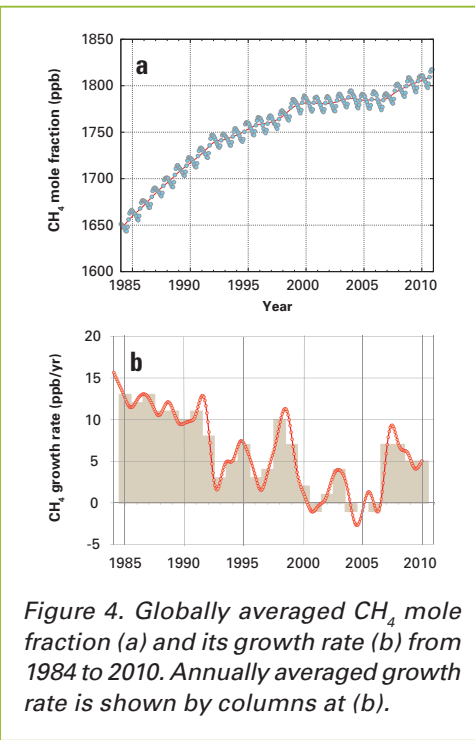 1850
a
1800
1750
1700
1650
1600
CH₄ mole fraction (ppb)
1985 1990 1995 2000 2005 2010
Year
20
b
15
10
5
0
-5
CH₄ growth rate (ppb/yr)
1985 1990 1995 2000 2005 2010
Figure 4. Globally averaged CH₄ mole
fraction (a) and its growth rate (b) from
1984 to 2010. Annually averaged growth
rate is shown by columns at (b).